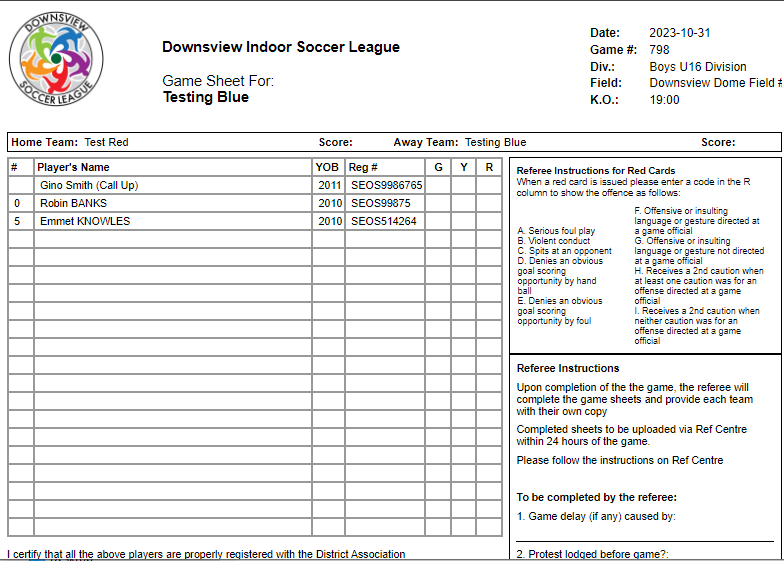 DOWNSVIEW
SOCCER LEAGUE
Downsview Indoor Soccer League
Game Sheet For:
Testing Blue
Date: 2023-10-31
Game #: 798
Div.: Boys U16 Division
Field: Downsview Dome Field #
K.O.: 19:00
Home Team: Test Red Score: Away Team: Testing Blue Score:
# Player's Name YOB Reg # G Y R
Gino Smith (Call Up) 2011 SEOS9986765
0 Robin BANKS 2010 SEOS99875
5 Emmet KNOWLES 2010 SEOS514264
I certify that all the above players are properly registered with the District Association
Referee Instructions for Red Cards
When a red card is issued please enter a code in the R
column to show the offence as follows:
A. Serious foul play
B. Violent conduct
C. Spits at an opponent
D. Denies an obvious
goal scoring
opportunity by hand
ball
E. Denies an obvious
goal scoring
opportunity by foul
F. Offensive or insulting
language or gesture directed at
a game official
G. Offensive or insulting
language or gesture not directed
at a game official
H. Receives a 2nd caution when
at least one caution was for an
offense directed at a game
official
I. Receives a 2nd caution when
neither caution was for an
offense directed at a game
official
Referee Instructions
Upon completion of the the game, the referee will
complete the game sheets and provide each team
with their own copy
Completed sheets to be uploaded via Ref Centre
within 24 hours of the game.
Please follow the instructions on Ref Centre
To be completed by the referee:
1. Game delay (if any) caused by:
2. Protest lodged before game?: